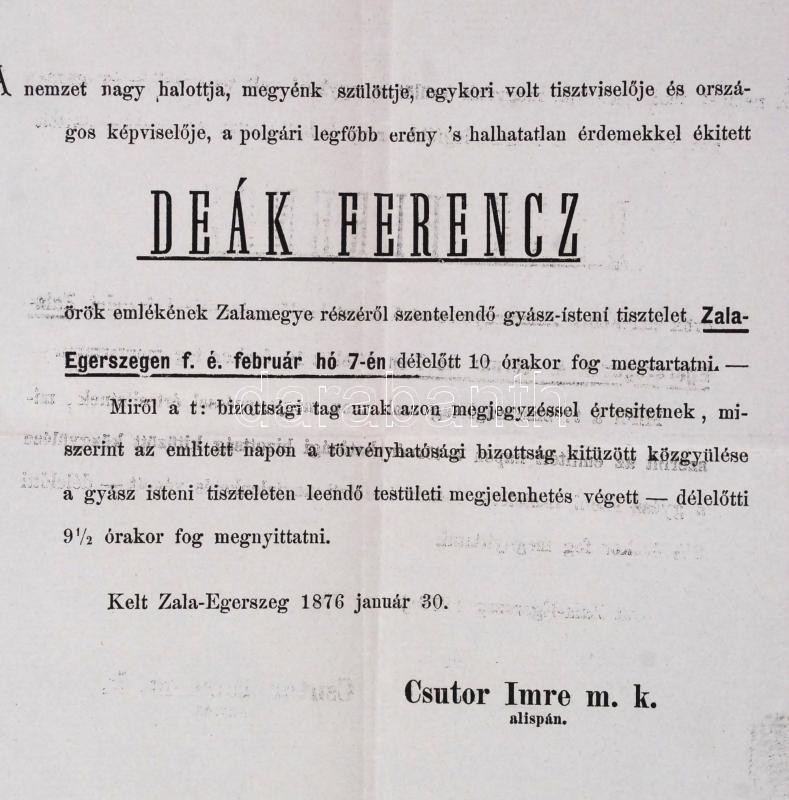 A nemzet nagy halottja, megyénk szülöttje, egykori volt tisztviselője és orszá-
gos képviselője, a polgári legfőbb erény 's halhatatlan érdemekkel ékitett
DEÁK FERENCZ
örök emlékének Zalamegye részéről szentelendő gyász-isteni tisztelet Zala-
Egerszegen f. é. február hó 7-én délelőtt 10 órakor fog megtartatni. —
darabanth
Miről a t: bizottsági tag urak azon megjegyzéssel értesitetnek, mi-
szerint az emlitett napon a törvényhatósági bizottság kitüzött közgyülése
a gyász isteni tiszteleten leendő testületi megjelenhetés végett — délelőtti
9½ órakor fog megnyittatni.
Kelt Zala-Egerszeg 1876 január 30.
Csutor Imre m. k.
alispán.